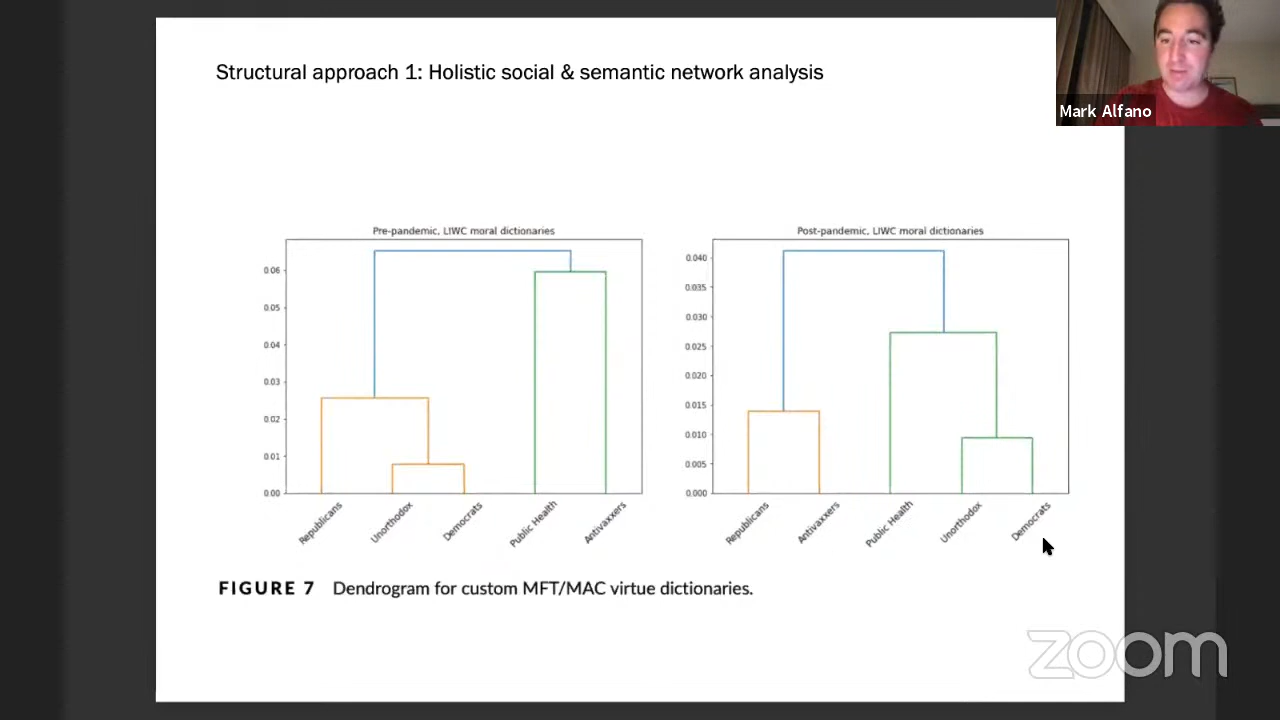 Structural approach 1: Holistic social & semantic network analysis
Mark Alfano
Pre-pandemic, LIWC moral dictionaries
0.06
0.05
0.04
0.03
0.02
0.01
0.00
Republicans
Unorthodox
Democrats
Public Health
Antivaxxers
Post-pandemic, LIWC moral dictionaries
0.040
0.035
0.030
0.025
0.020
0.015
0.010
0.005
0.000
Republicans
Antivaxxers
Public Health
Unorthodox
Democrats
FIGURE 7 Dendrogram for custom MFT/MAC virtue dictionaries.
zoom